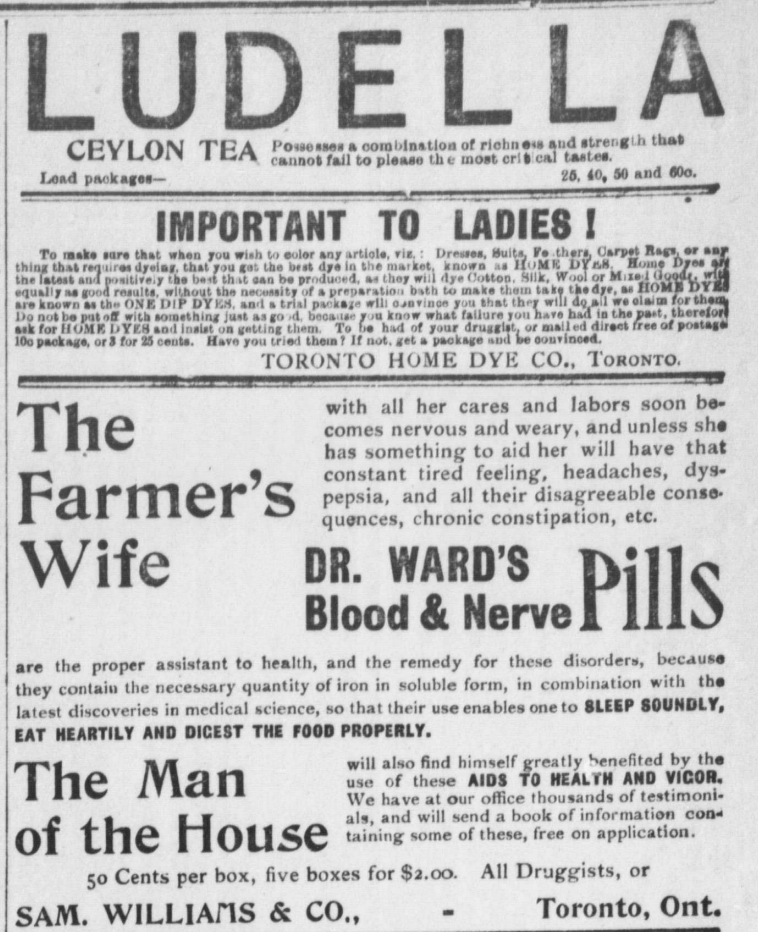 LUDELLA
CEYLON TEA Possesses a combination of richness and strength that
cannot fail to please the most critical tastes.
Lead packages— 25, 40, 50 and 60c.
IMPORTANT TO LADIES !
To make sure that when you wish to color any article, viz. : Dresses, Suits, Feathers, Carpet Rags, or any
thing that requires dyeing, that you get the best dye in the market, known as HOME DYES. Home Dyes are
the latest and positively the best that can be produced, as they will dye Cotton, Silk, Wool or Mixed Goods, with
equally as good results, without the necessity of a preparation bath to make them take the dye, as HOME DYES
are known as the ONE DIP DYES, and a trial package will convince you that they will do all we claim for them.
Do not be put off with something just as good, because you know what failure you have had in the past, therefore
ask for HOME DYES and insist on getting them. To be had of your druggist, or mailed direct free of postage
10c package, or 3 for 25 cents. Have you tried them? If not, get a package and be convinced.
TORONTO HOME DYE CO., TORONTO.
The Farmer's Wife
with all her cares and labors soon be-
comes nervous and weary, and unless she
has something to aid her will have that
constant tired feeling, headaches, dys-
pepsia, and all their disagreeable conse-
quences, chronic constipation, etc.
DR. WARD'S
Blood & Nerve Pills
are the proper assistant to health, and the remedy for these disorders, because
they contain the necessary quantity of iron in soluble form, in combination with the
latest discoveries in medical science, so that their use enables one to SLEEP SOUNDLY,
EAT HEARTILY AND DIGEST THE FOOD PROPERLY.
The Man
of the House
will also find himself greatly benefited by the
use of these AIDS TO HEALTH AND VIGOR.
We have at our office thousands of testimoni-
als, and will send a book of information con-
taining some of these, free on application.
50 Cents per box, five boxes for $2.00. All Druggists, or
SAM. WILLIAMS & CO., - Toronto, Ont.